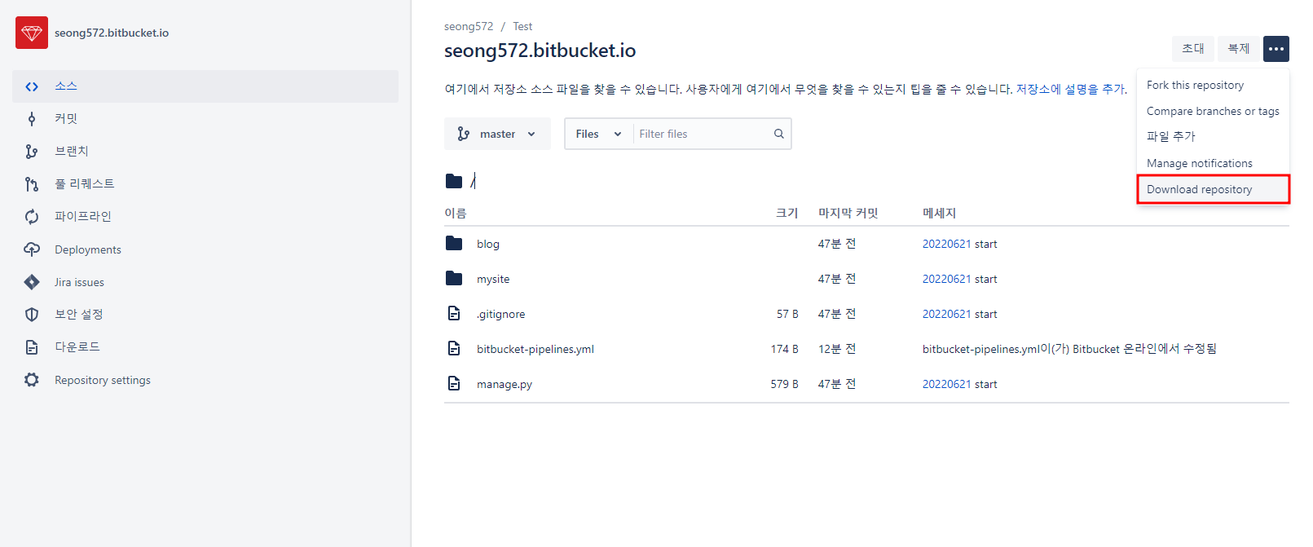 seong572.bitbucket.io
소스
커밋
브랜치
풀 리퀘스트
파이프라인
Deployments
Jira issues
보안 설정
다운로드
Repository settings
seong572 / Test
seong572.bitbucket.io
초대 복제
여기에서 저장소 소스 파일을 찾을 수 있습니다. 사용자에게 여기에서 무엇을 찾을 수 있는지 팁을 줄 수 있습니다. 저장소에 설명을 추가.
Fork this repository
Compare branches or tags
파일 추가
Manage notifications
Download repository
master Files Filter files
/
이름 크기 마지막 커밋 메세지
blog 47분 전 20220621 start
mysite 47분 전 20220621 start
.gitignore 57 B 47분 전 20220621 start
bitbucket-pipelines.yml 174 B 12분 전 bitbucket-pipelines.yml이(가) Bitbucket 온라인에서 수정됨
manage.py 579 B 47분 전 20220621 start